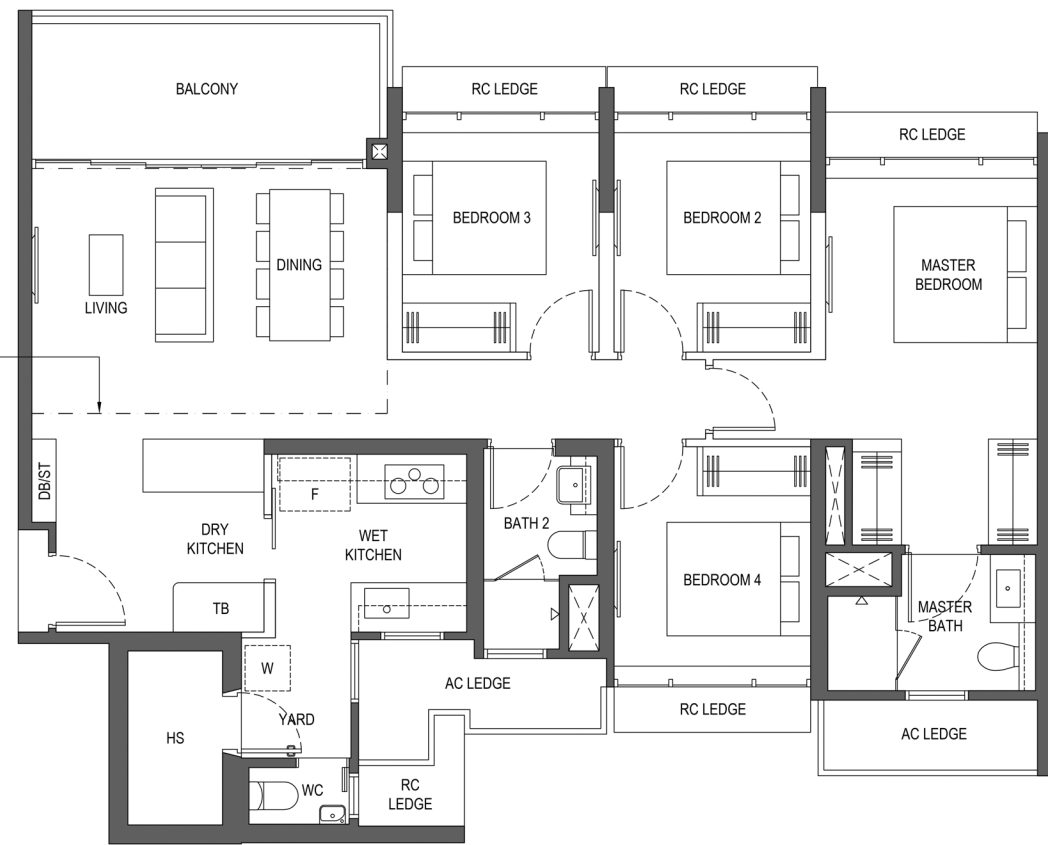 BALCONY
RC LEDGE
RC LEDGE
RC LEDGE
BEDROOM 3
BEDROOM 2
MASTER
BEDROOM
DINING
LIVING
DB/ST
F
DRY
KITCHEN
WET
KITCHEN
BATH 2
BEDROOM 4
TB
MASTER
BATH
W
AC LEDGE
YARD
RC LEDGE
HS
AC LEDGE
WC
RC
LEDGE